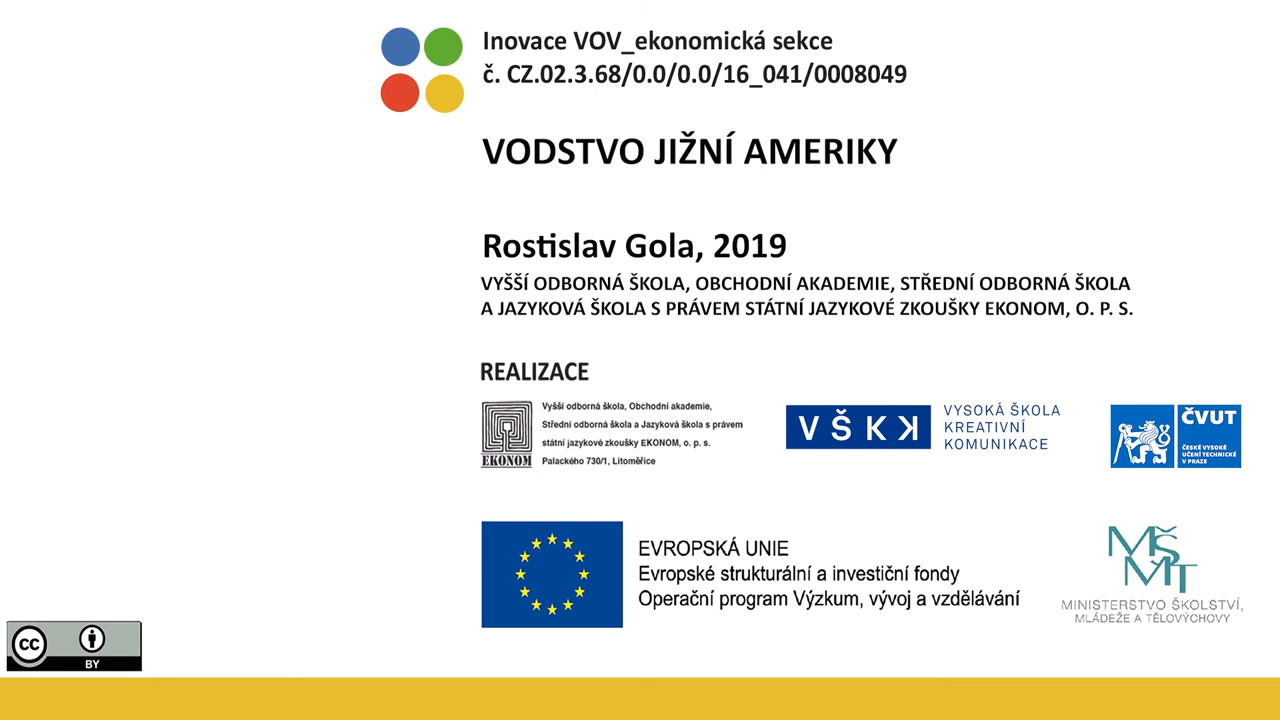 Inovace VOV_ekonomická sekce
č. CZ.02.3.68/0.0/0.0/16_041/0008049
VODSTVO JIŽNÍ AMERIKY
Rostislav Gola, 2019
VYŠŠÍ ODBORNÁ ŠKOLA, OBCHODNÍ AKADEMIE, STŘEDNÍ ODBORNÁ ŠKOLA
A JAZYKOVÁ ŠKOLA S PRÁVEM STÁTNÍ JAZYKOVÉ ZKOUŠKY EKONOM, O. P. S.
REALIZACE
Vyšší odborná škola, Obchodní akademie,
Střední odborná škola a Jazyková škola s právem
státní jazykové zkoušky EKONOM, o. p. s.
Palackého 730/1, Litoměřice
EKONOM
VŠKK
VYSOKÁ ŠKOLA
KREATIVNÍ
KOMUNIKACE
ČVUT
ČESKÉ VYSOKÉ
UČENÍ TECHNICKÉ
V PRAZE
EVROPSKÁ UNIE
Evropské strukturální a investiční fondy
Operační program Výzkum, vývoj a vzdělávání
MŠMT
MINISTERSTVO ŠKOLSTVÍ,
MLÁDEŽE A TĚLOVÝCHOVY
cc
BY